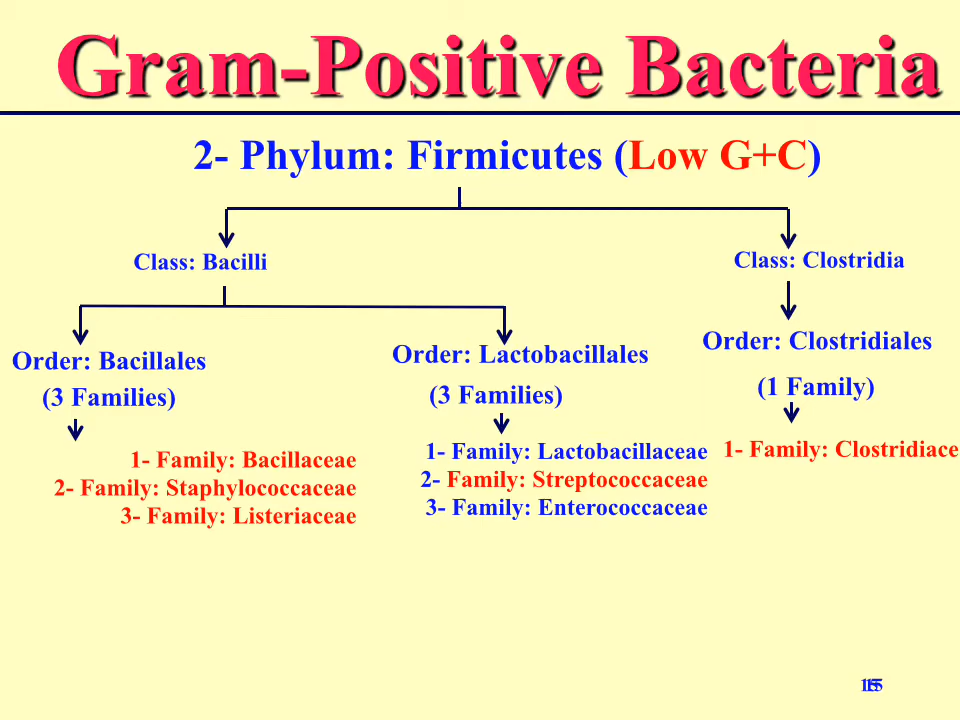 Gram-Positive Bacteria
2- Phylum: Firmicutes (Low G+C)
Class: Bacilli
Class: Clostridia
Order: Bacillales
(3 Families)
Order: Lactobacillales
(3 Families)
Order: Clostridiales
(1 Family)
1- Family: Bacillaceae
2- Family: Staphylococcaceae
3- Family: Listeriaceae
1- Family: Lactobacillaceae
2- Family: Streptococcaceae
3- Family: Enterococcaceae
1- Family: Clostridiace